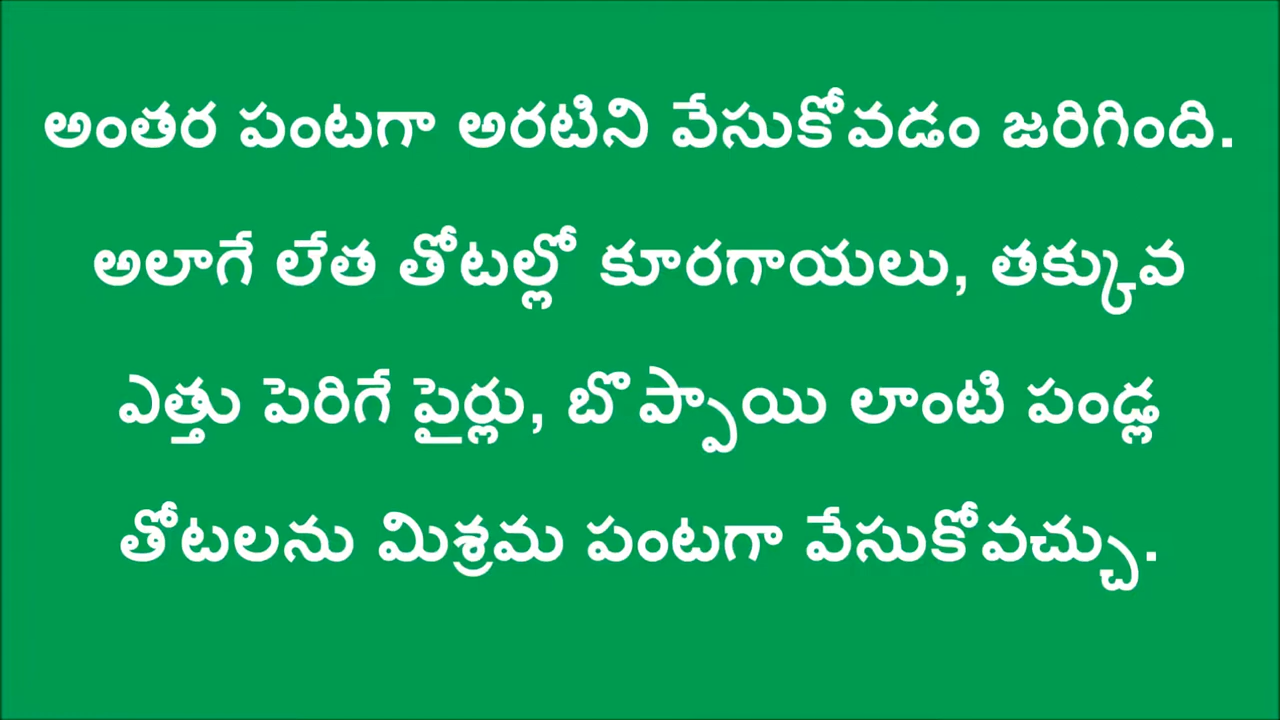 అంతర పంటగా అరటిని వేసుకోవడం జరిగింది.
అలాగే లేత తోటల్లో కూరగాయలు, తక్కువ
ఎత్తు పెరిగే పైర్లు, బొప్పాయి లాంటి పండ్ల
తోటలను మిశ్రమ పంటగా వేసుకోవచ్చు.